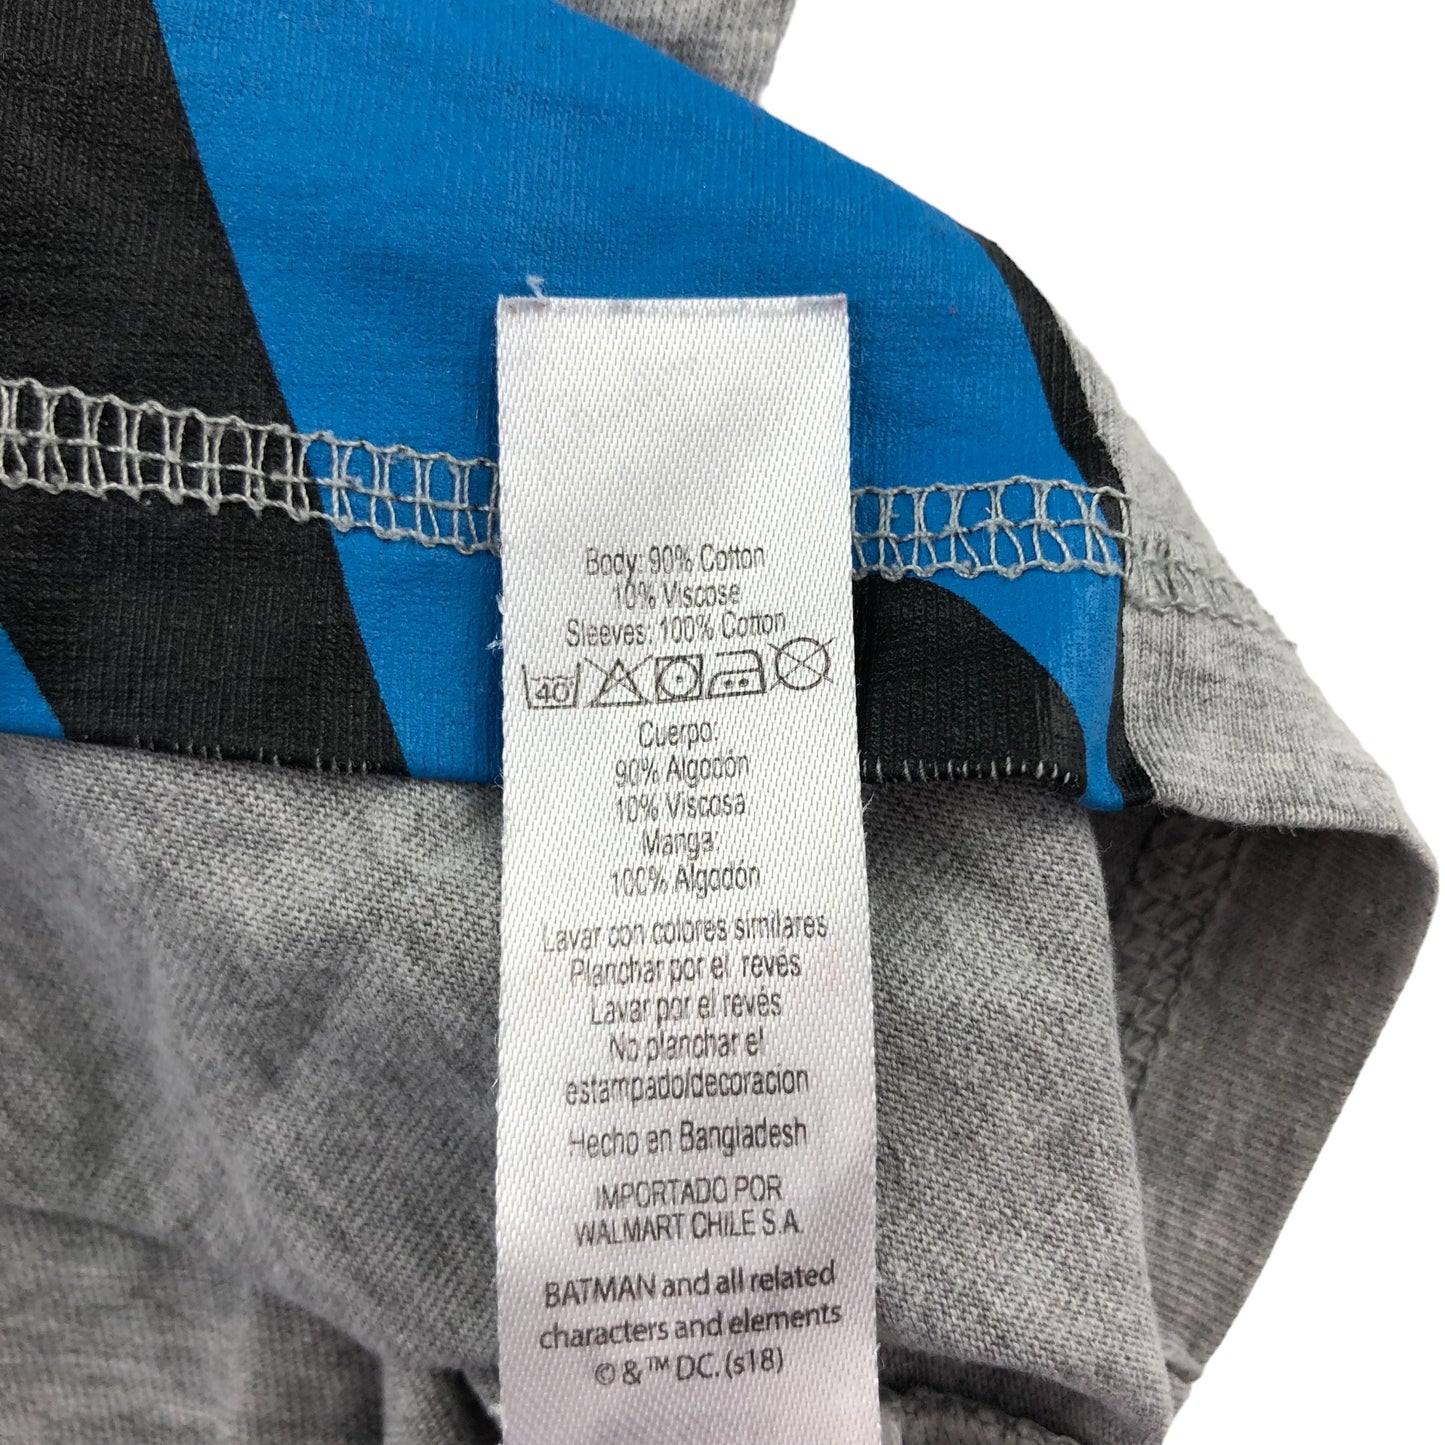 Body: 90% Cotton
10% Viscose
Sleeves: 100% Cotton
40
Cuerpo:
90% Algodón
10% Viscosa
Manga:
100% Algodón
Lavar con colores similares
Planchar por el revés
Lavar por el revés
No planchar el
estampado/decoracion
Hecho en Bangladesh
IMPORTADO POR
WALMART CHILE S.A.
BATMAN and all related
characters and elements
© & ™ DC. (s18)